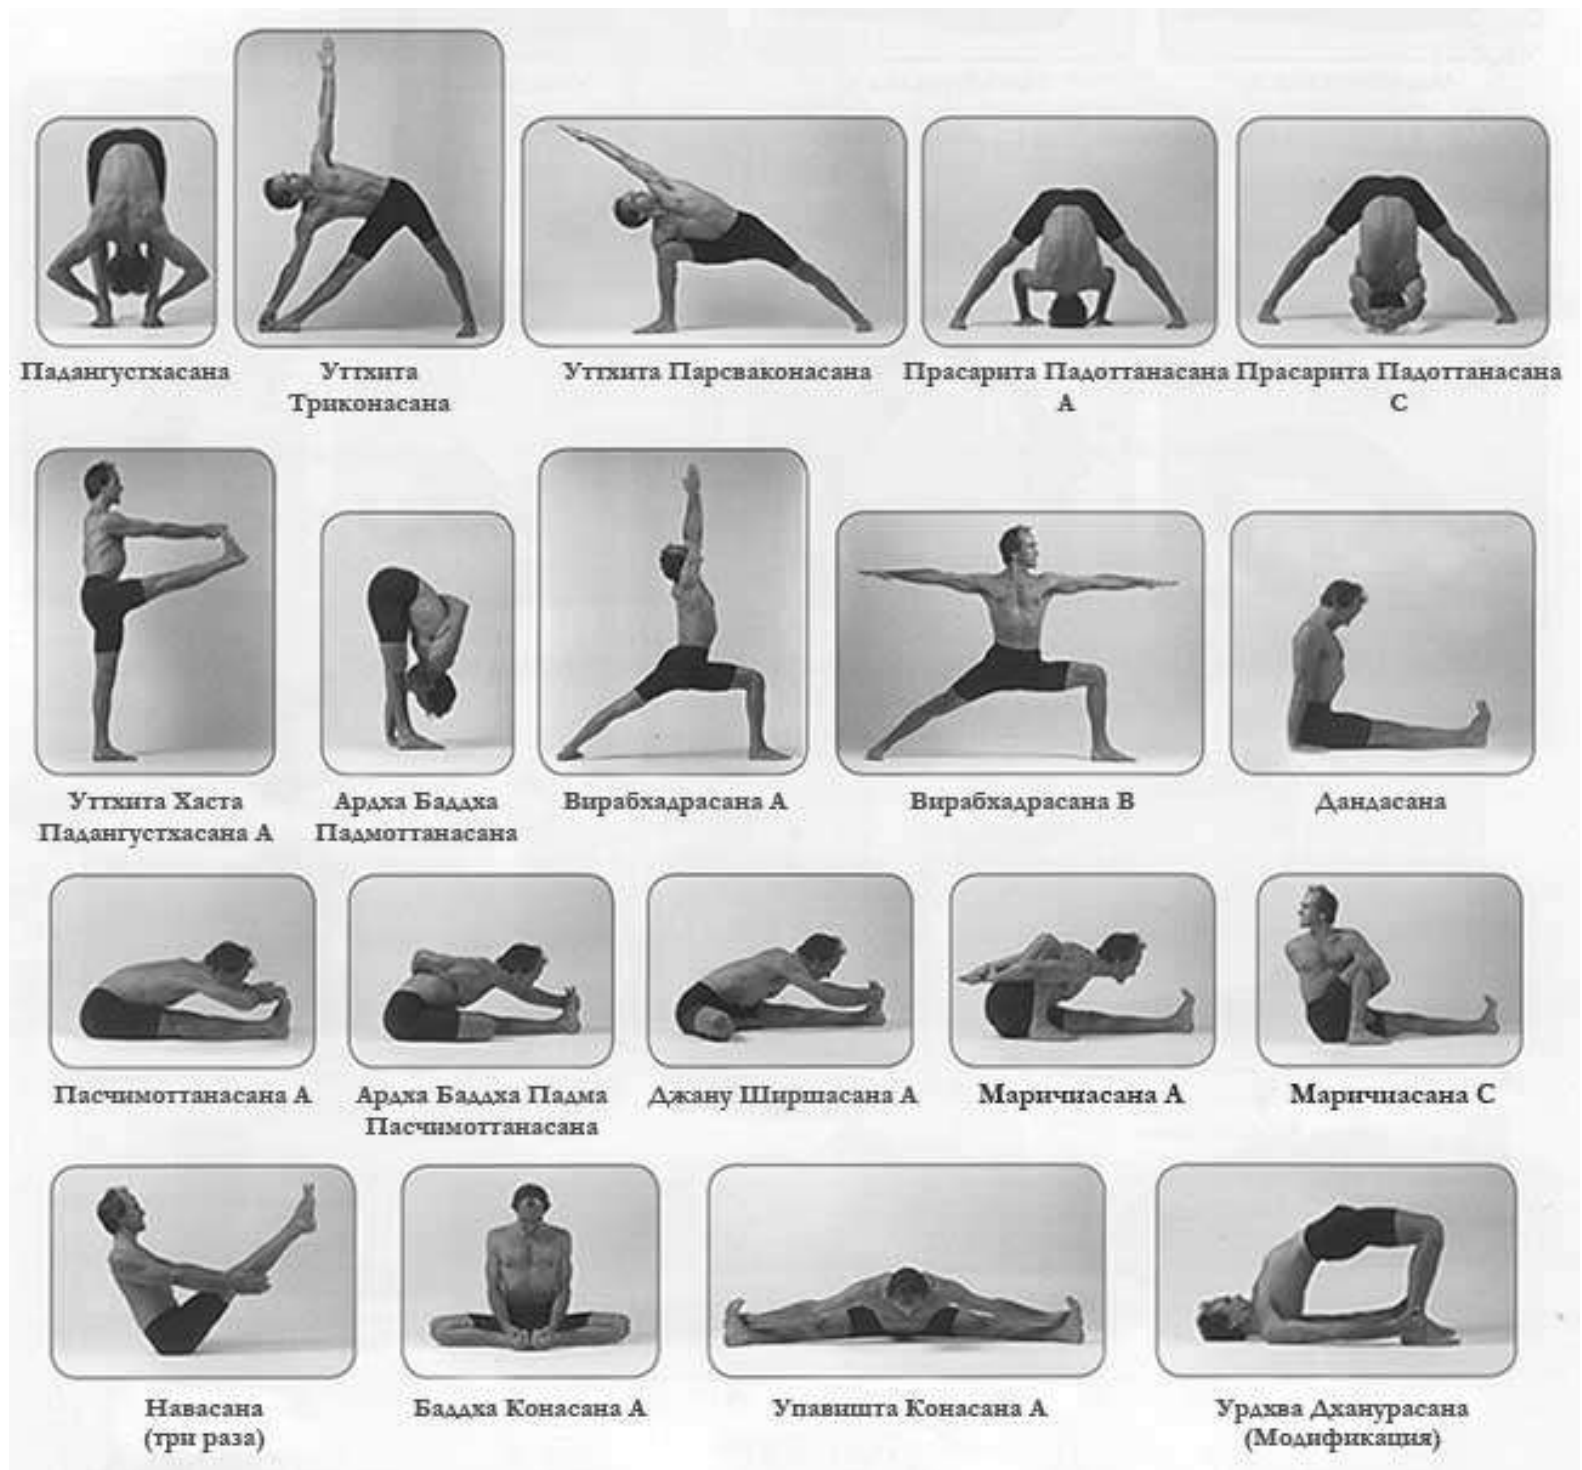 Падангустхасана
Уттхита
Триконасана
Уттхита Парсваконасана
Прасарита Падоттанасана
А
Прасарита Падоттанасана
С
Уттхита Хаста
Падангустхасана А
Ардха Баддха
Падмоттанасана
Вирабхадрасана А
Вирабхадрасана В
Дандасана
Пасчимоттанасана А
Ардха Баддха Падма
Пасчимоттанасана
Джану Ширшасана А
Маричиасана А
Маричиасана С
Навасана
(три раза)
Баддха Конасана А
Упавишта Конасана А
Урдхва Дханурасана
(Модификация)